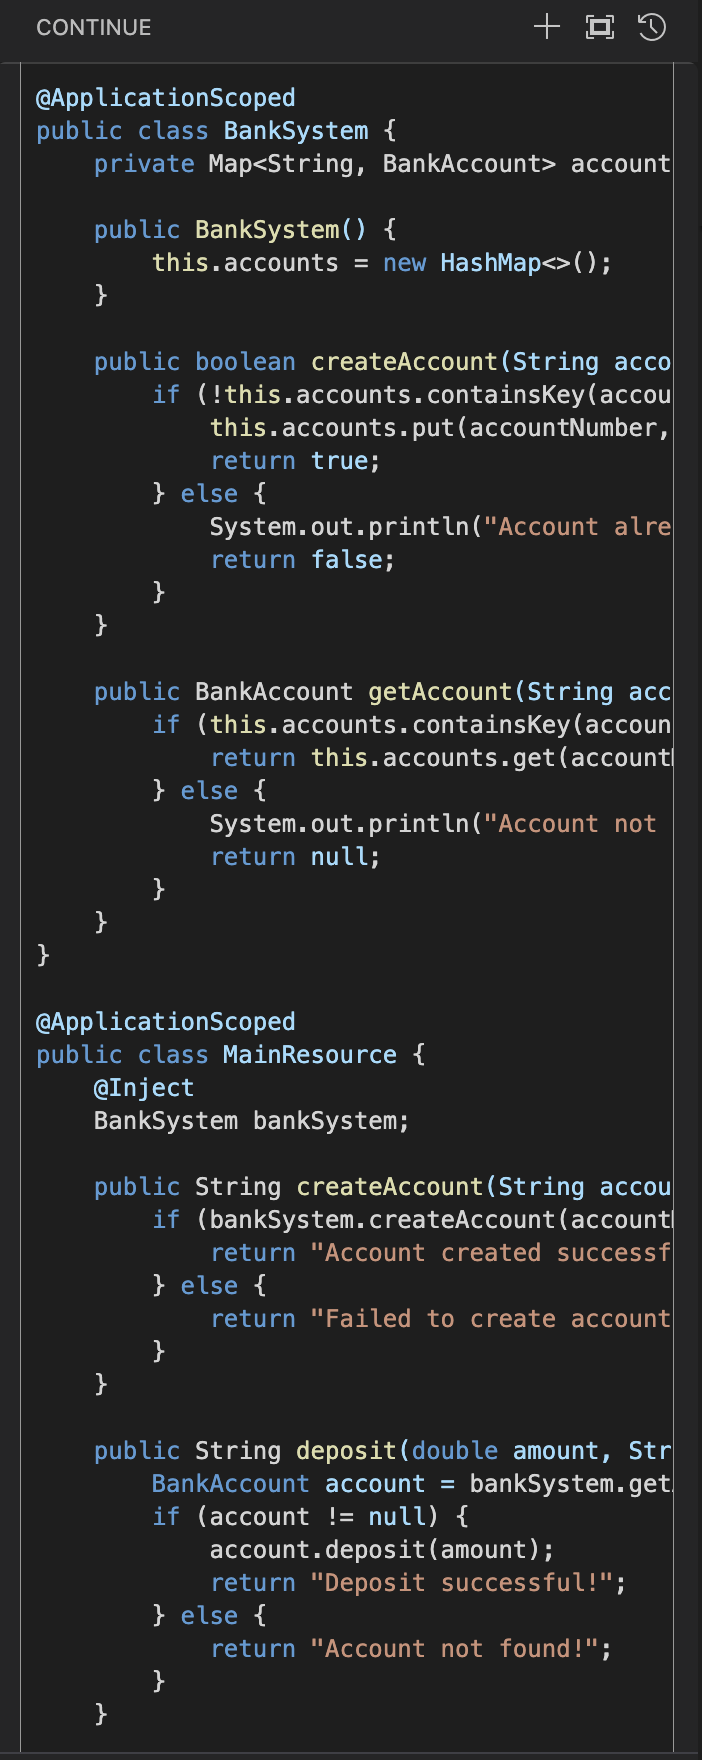 CONTINUE
@ApplicationScoped
public class BankSystem {
    private Map<String, BankAccount> account

    public BankSystem() {
        this.accounts = new HashMap<>();
    }

    public boolean createAccount(String acco
        if (!this.accounts.containsKey(accou
            this.accounts.put(accountNumber,
            return true;
        } else {
            System.out.println("Account alre
            return false;
        }
    }

    public BankAccount getAccount(String acc
        if (this.accounts.containsKey(accoun
            return this.accounts.get(account
        } else {
            System.out.println("Account not
            return null;
        }
    }
}

@ApplicationScoped
public class MainResource {
    @Inject
    BankSystem bankSystem;

    public String createAccount(String accou
        if (bankSystem.createAccount(account
            return "Account created successf
        } else {
            return "Failed to create account
        }
    }

    public String deposit(double amount, Str
        BankAccount account = bankSystem.get
        if (account != null) {
            account.deposit(amount);
            return "Deposit successful!";
        } else {
            return "Account not found!";
        }
    }